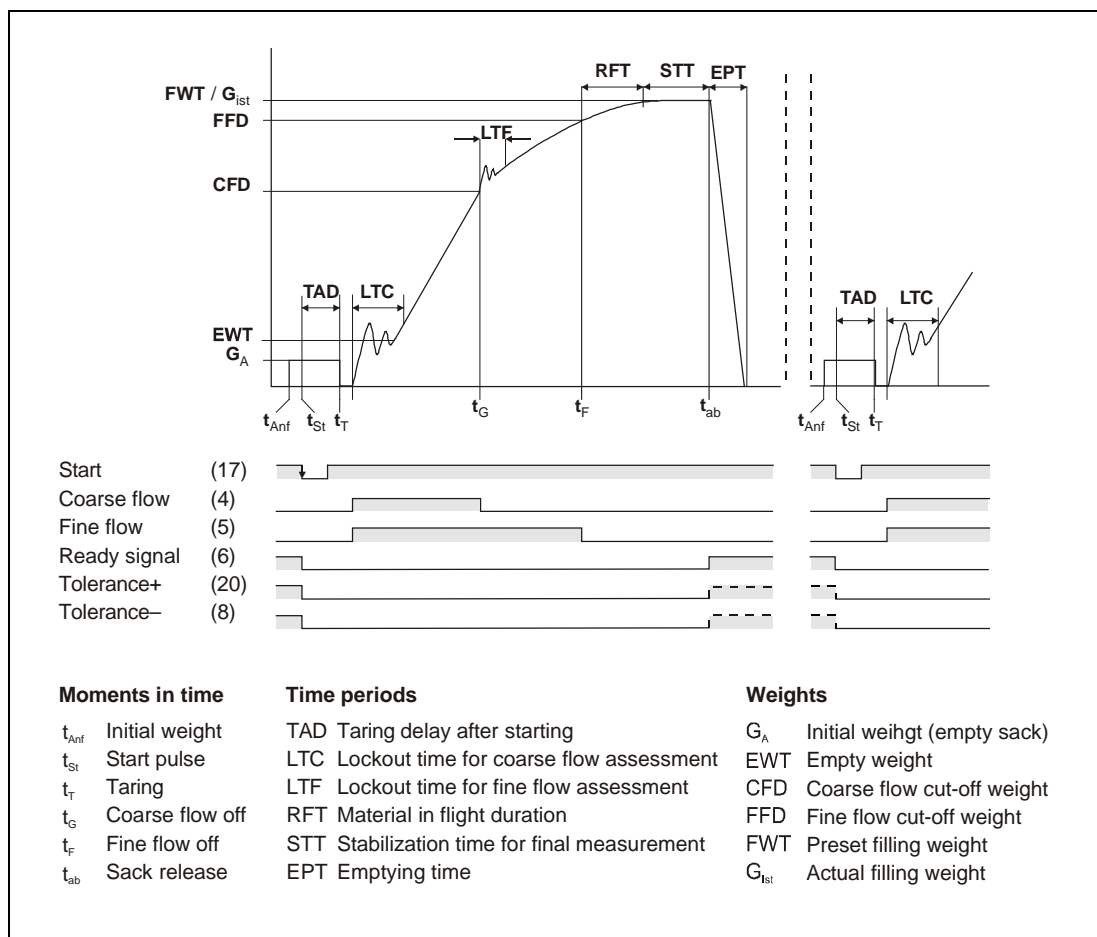 RFT STT EPT
FWT / Gist
FFD
LTF
CFD
TAD LTC
EWT
GA
tAnf tSt tT tG tF tab
TAD LTC
tAnf tSt tT
Start (17)
Coarse flow (4)
Fine flow (5)
Ready signal (6)
Tolerance+ (20)
Tolerance– (8)
Moments in time
tAnf Initial weight
tSt Start pulse
tT Taring
tG Coarse flow off
tF Fine flow off
tab Sack release
Time periods
TAD Taring delay after starting
LTC Lockout time for coarse flow assessment
LTF Lockout time for fine flow assessment
RFT Material in flight duration
STT Stabilization time for final measurement
EPT Emptying time
Weights
GA Initial weihgt (empty sack)
EWT Empty weight
CFD Coarse flow cut-off weight
FFD Fine flow cut-off weight
FWT Preset filling weight
GIst Actual filling weight